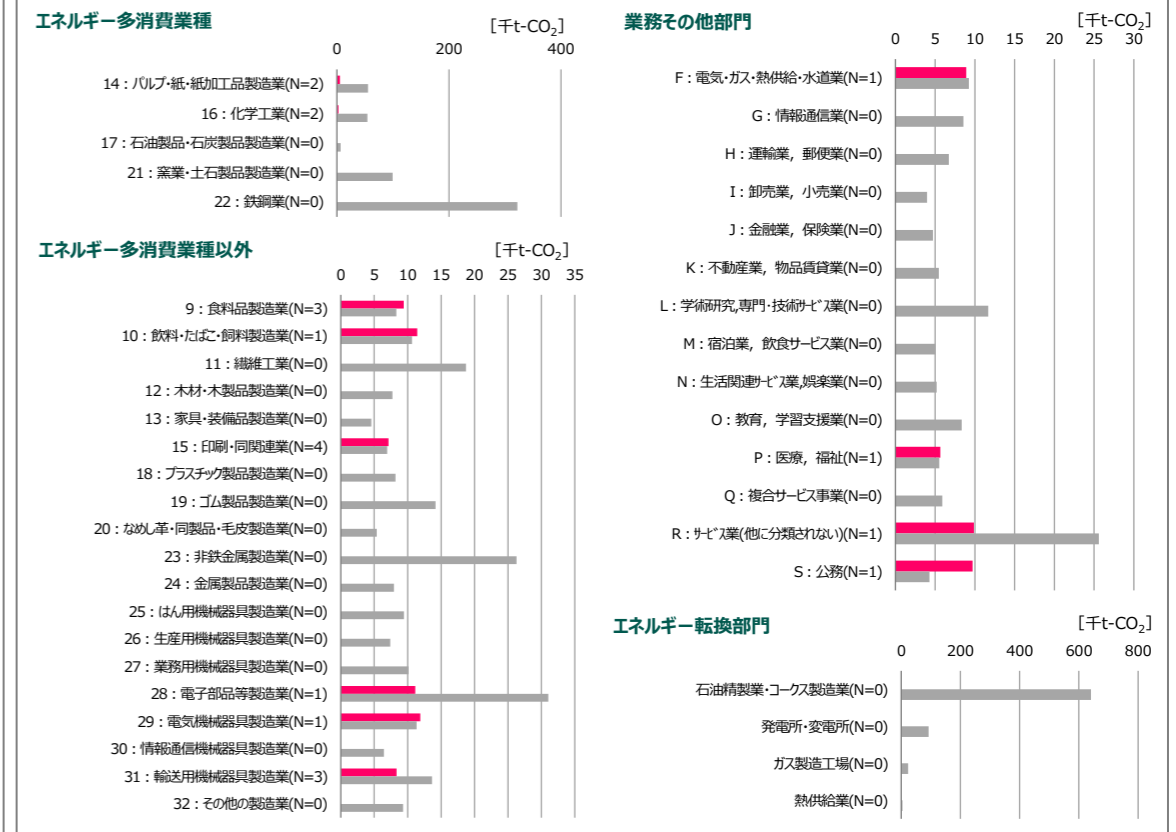 エネルギー多消費業種
[千t-CO₂]
0 200 400
14：パルプ・紙・紙加工品製造業(N=2)
16：化学工業(N=2)
17：石油製品・石炭製品製造業(N=0)
21：窯業・土石製品製造業(N=0)
22：鉄鋼業(N=0)
エネルギー多消費業種以外
[千t-CO₂]
0 5 10 15 20 25 30 35
9：食料品製造業(N=3)
10：飲料・たばこ・飼料製造業(N=1)
11：繊維工業(N=0)
12：木材・木製品製造業(N=0)
13：家具・装備品製造業(N=0)
15：印刷・同関連業(N=4)
18：プラスチック製品製造業(N=0)
19：ゴム製品製造業(N=0)
20：なめし革・同製品・毛皮製造業(N=0)
23：非鉄金属製造業(N=0)
24：金属製品製造業(N=0)
25：はん用機械器具製造業(N=0)
26：生産用機械器具製造業(N=0)
27：業務用機械器具製造業(N=0)
28：電子部品等製造業(N=1)
29：電気機械器具製造業(N=1)
30：情報通信機械器具製造業(N=0)
31：輸送用機械器具製造業(N=3)
32：その他の製造業(N=0)
業務その他部門
[千t-CO₂]
0 5 10 15 20 25 30
F：電気・ガス・熱供給・水道業(N=1)
G：情報通信業(N=0)
H：運輸業，郵便業(N=0)
I：卸売業，小売業(N=0)
J：金融業，保険業(N=0)
K：不動産業，物品賃貸業(N=0)
L：学術研究,専門・技術サービス業(N=0)
M：宿泊業，飲食サービス業(N=0)
N：生活関連サービス業,娯楽業(N=0)
O：教育，学習支援業(N=0)
P：医療，福祉(N=1)
Q：複合サービス事業(N=0)
R：サービス業(他に分類されない)(N=1)
S：公務(N=1)
エネルギー転換部門
[千t-CO₂]
0 200 400 600 800
石油精製業・コークス製造業(N=0)
発電所・変電所(N=0)
ガス製造工場(N=0)
熱供給業(N=0)